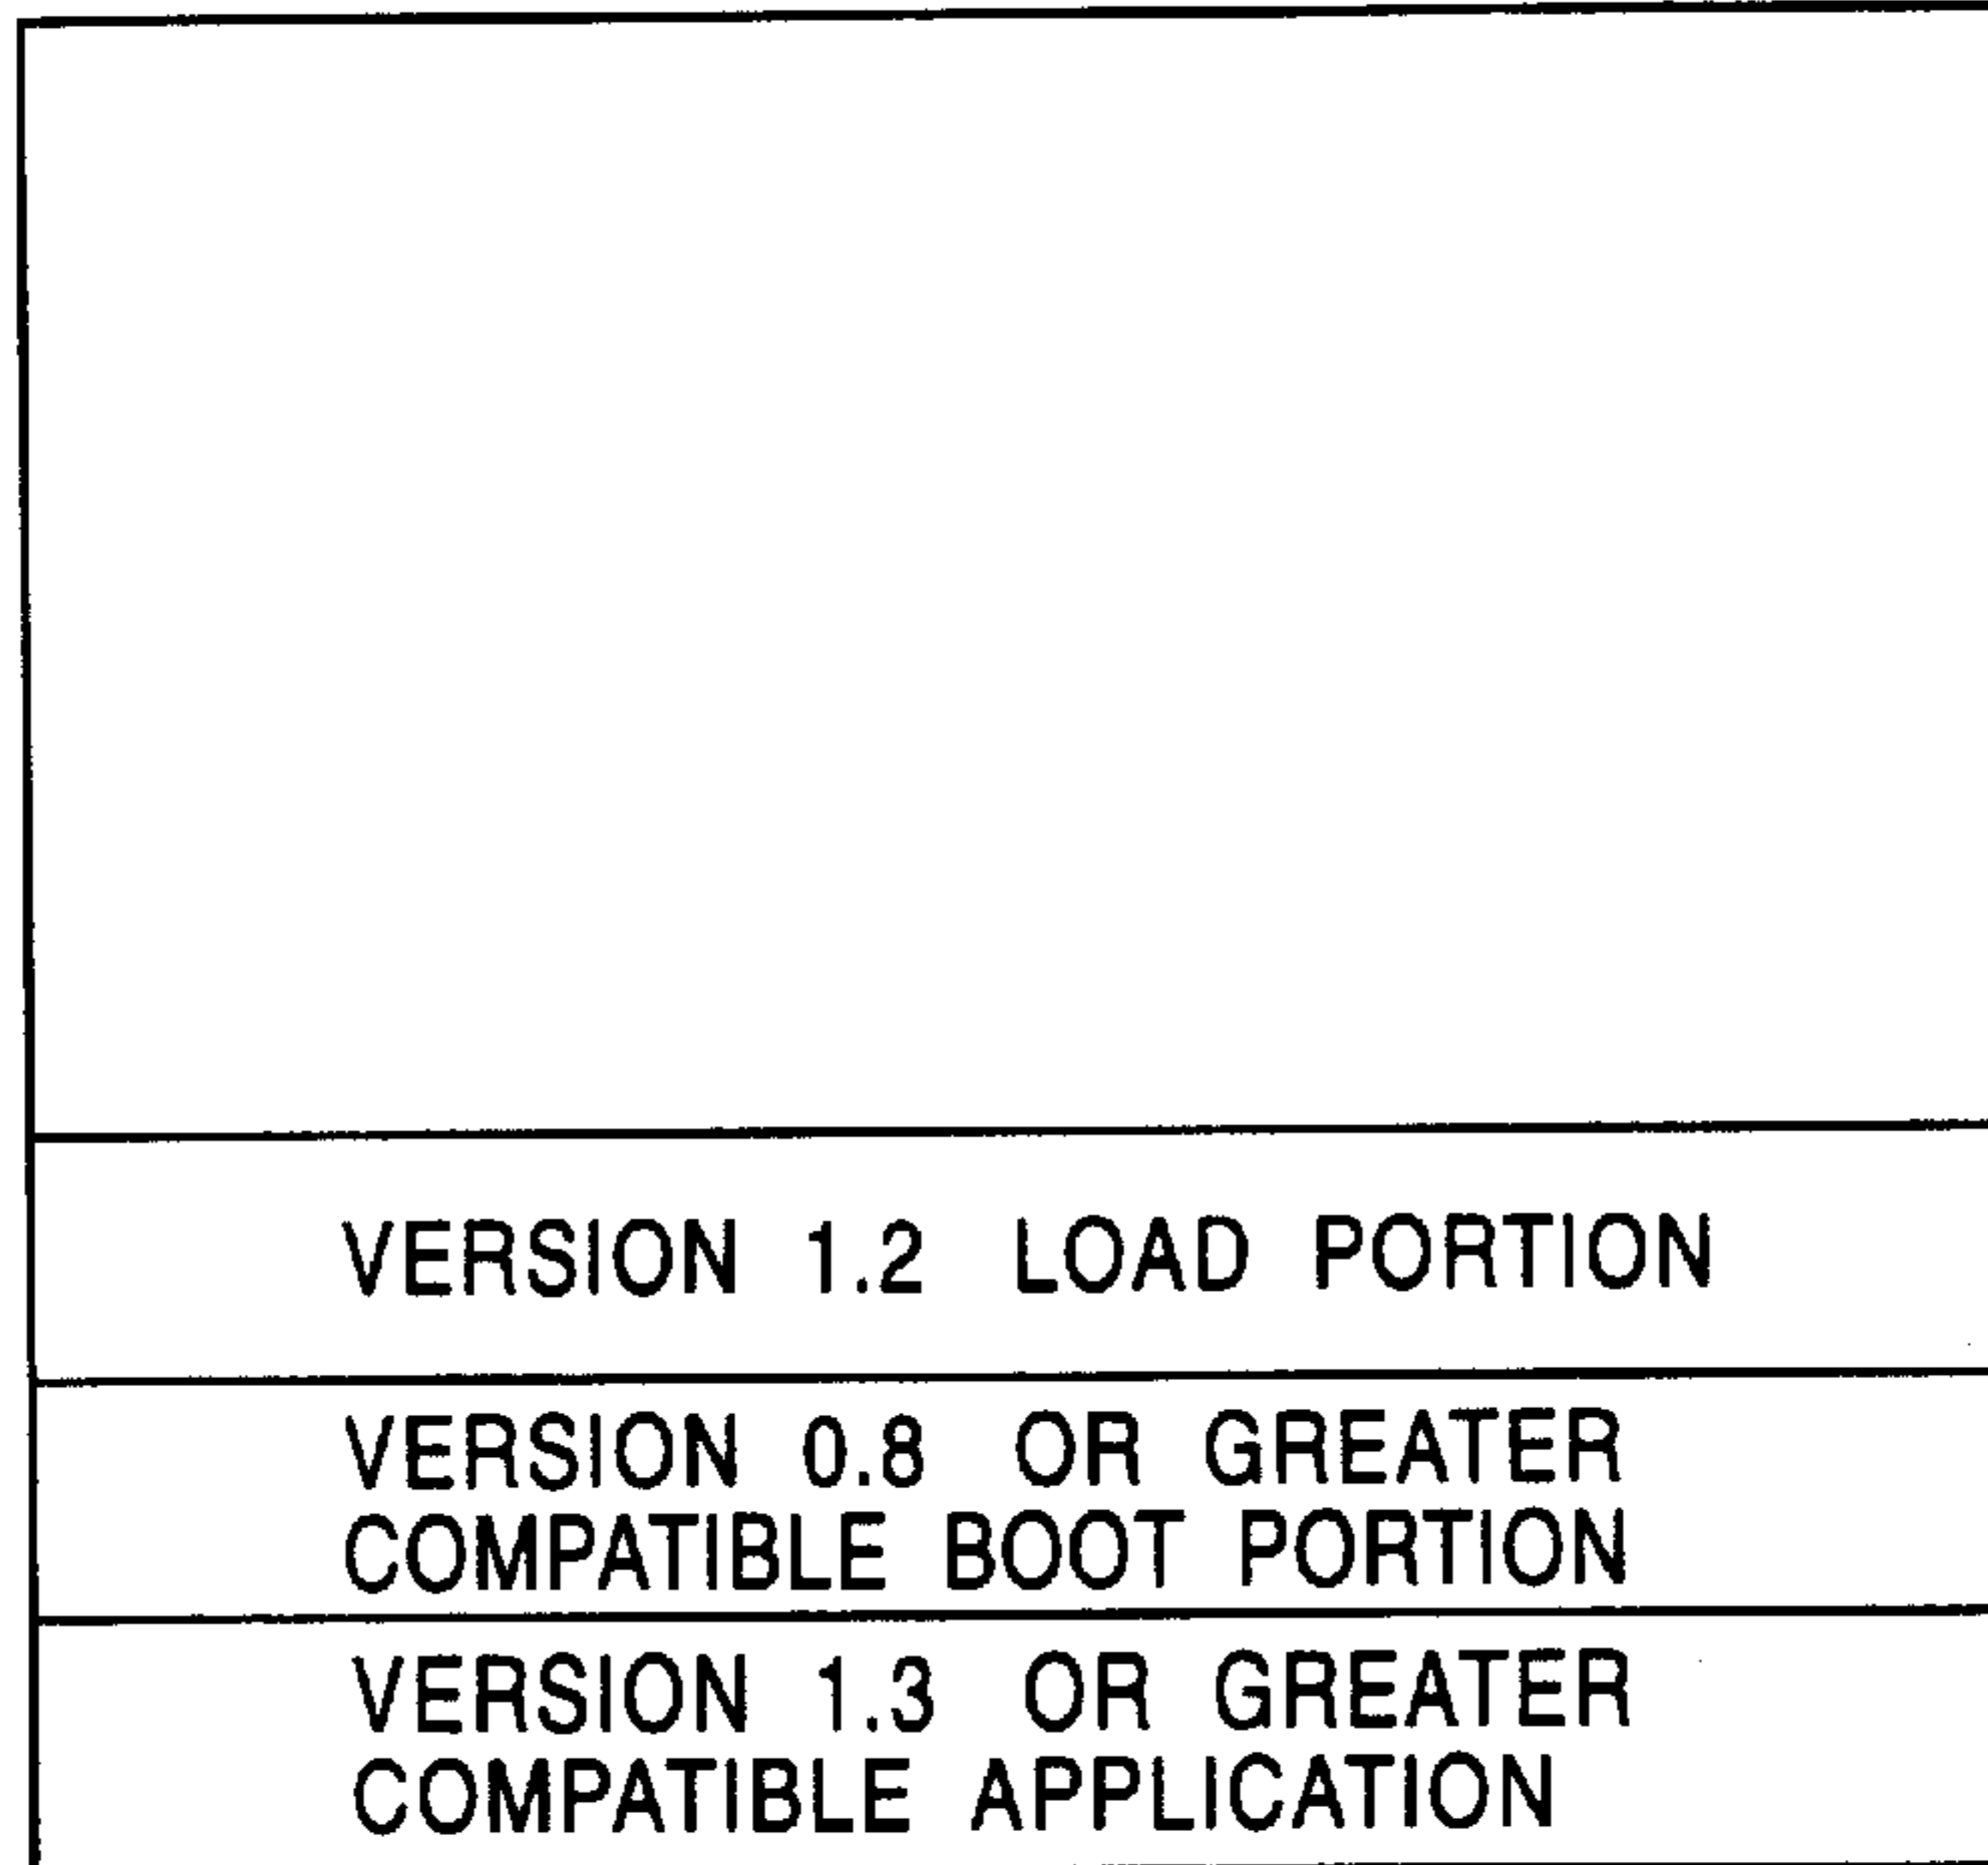 VERSION 1.2 LOAD PORTION
VERSION 0.8 OR GREATER
COMPATIBLE BOOT PORTION
VERSION 1.3 OR GREATER
COMPATIBLE APPLICATION